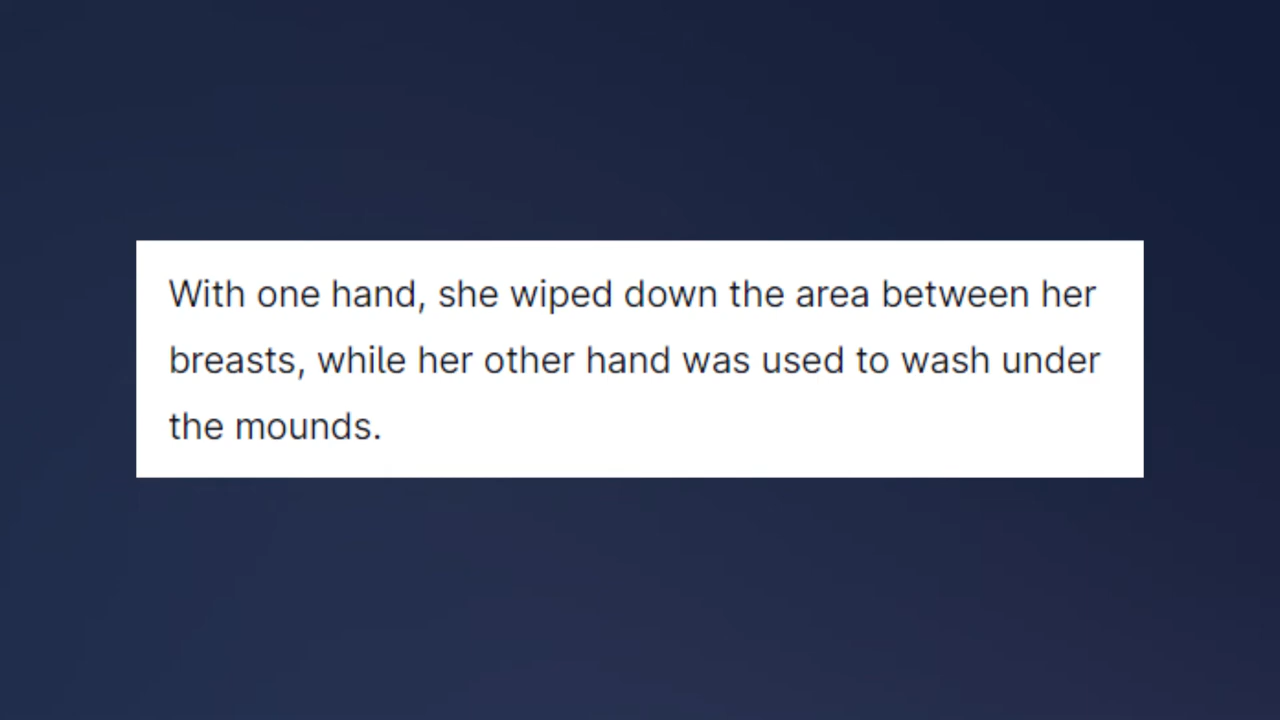 With one hand, she wiped down the area between her
breasts, while her other hand was used to wash under
the mounds.